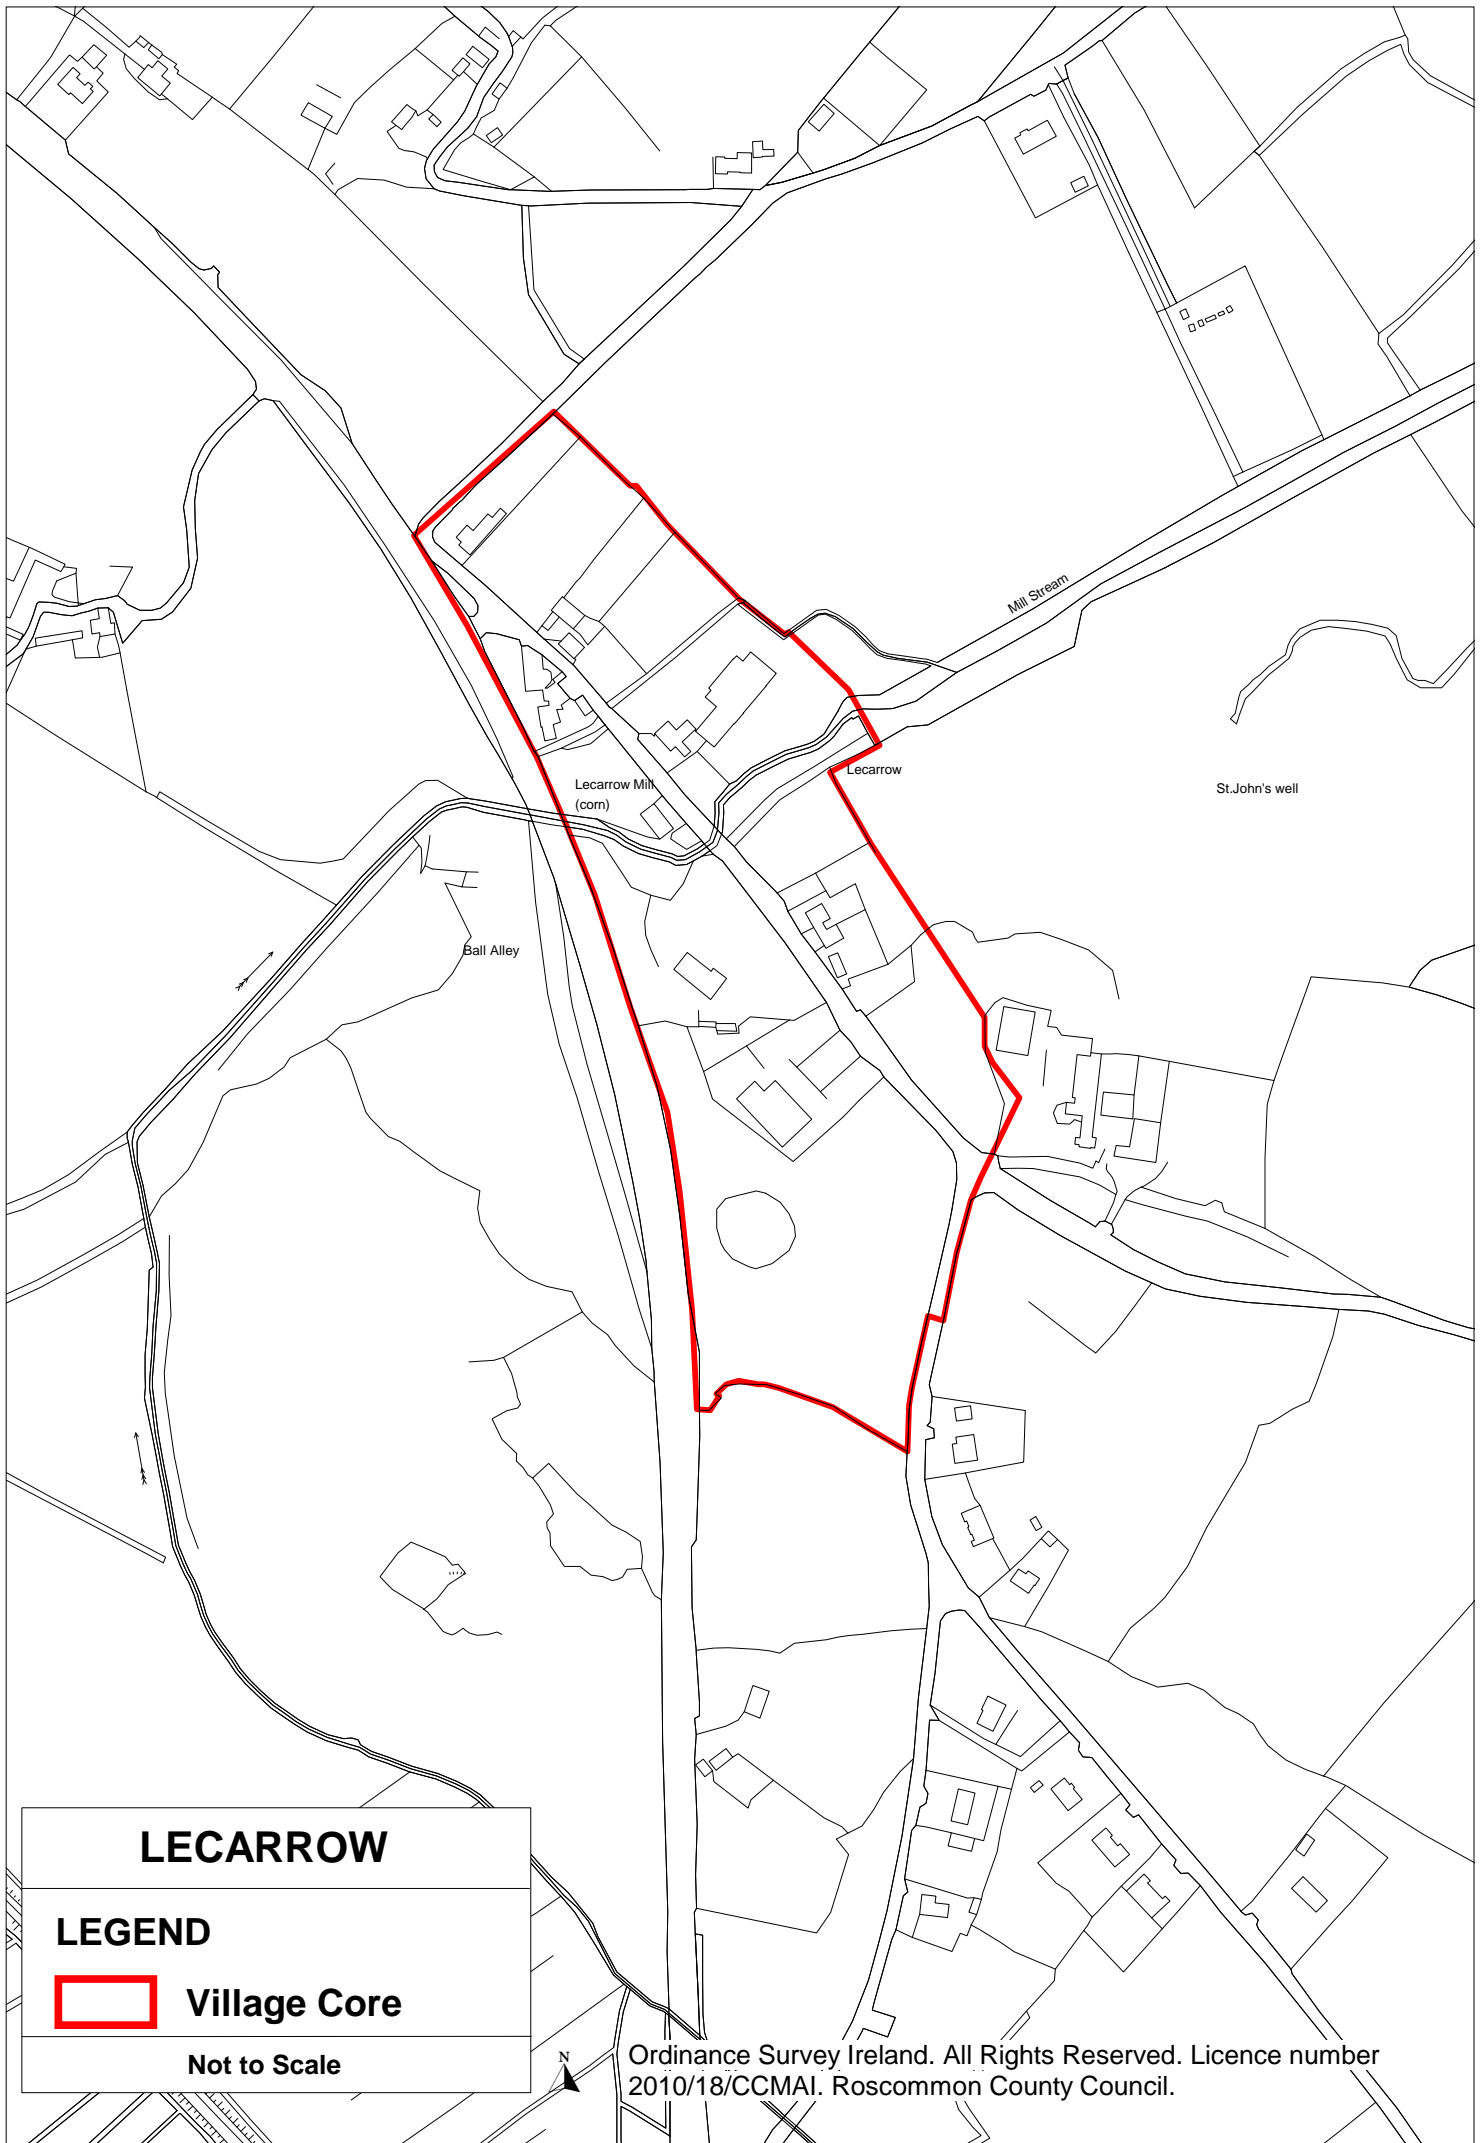 Mill Stream
Lecarrow
St.John's well
Lecarrow Mill
(corn)
Ball Alley
LECARROW
LEGEND
Village Core
Not to Scale
N
Ordinance Survey Ireland. All Rights Reserved. Licence number
2010/18/CCMAI. Roscommon County Council.